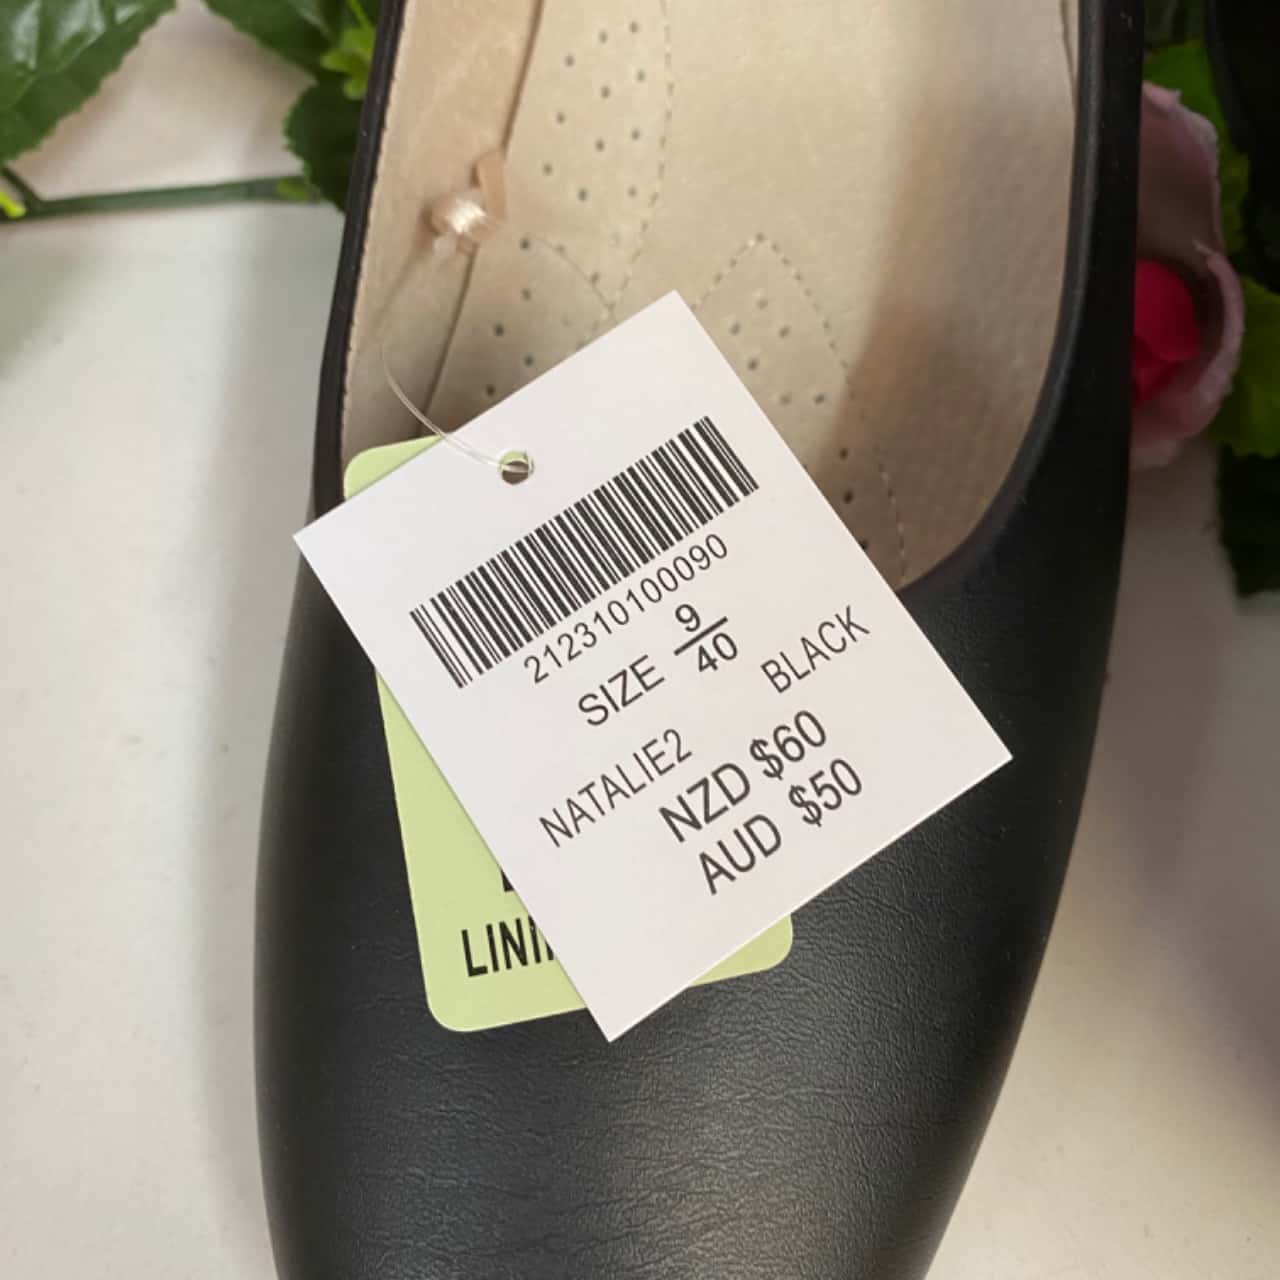 212310100090
SIZE 9/40
NATALIE2 BLACK
NZD $60
AUD $50